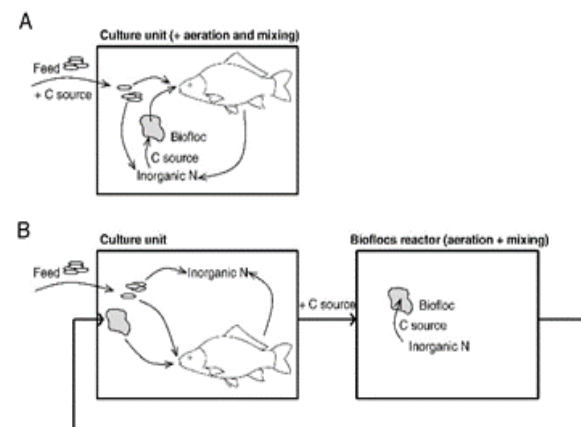 A
Culture unit (+ aeration and mixing)
Feed
+ C source
Biofloc
C source
Inorganic N
B
Culture unit
Bioflocs reactor (aeration + mixing)
Feed
Inorganic N
+ C source
Biofloc
C source
Inorganic N